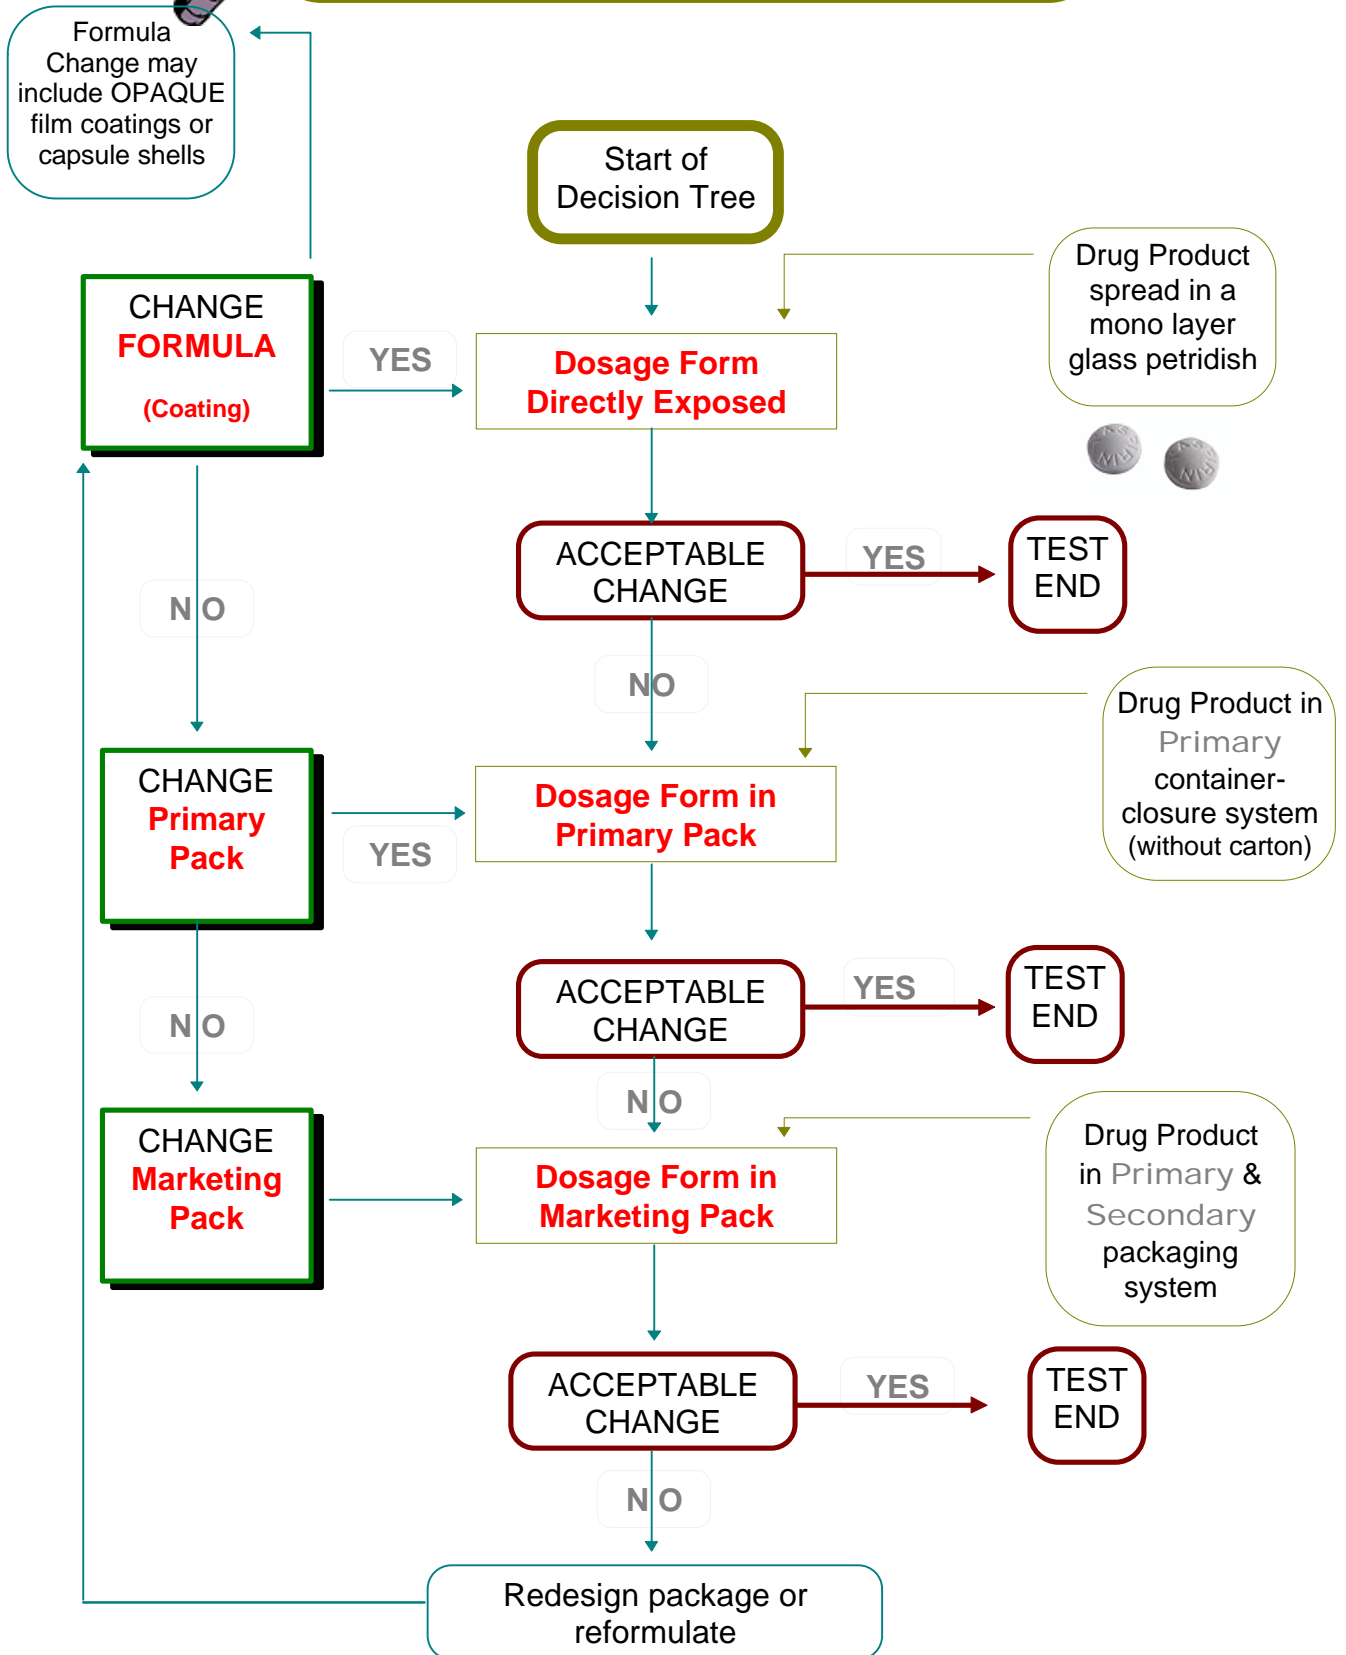 Formula
Change may
include OPAQUE
film coatings or
capsule shells
Start of
Decision Tree
Drug Product
spread in a
mono layer
glass petridish
CHANGE
FORMULA
(Coating)
YES
Dosage Form
Directly Exposed
ASPIRIN
ASPIRIN
ACCEPTABLE
CHANGE
YES
TEST
END
NO
NO
Drug Product in
Primary
container-
closure system
(without carton)
CHANGE
Primary
Pack
YES
Dosage Form in
Primary Pack
ACCEPTABLE
CHANGE
YES
TEST
END
NO
NO
CHANGE
Marketing
Pack
Dosage Form in
Marketing Pack
Drug Product
in Primary &
Secondary
packaging
system
ACCEPTABLE
CHANGE
YES
TEST
END
NO
Redesign package or
reformulate